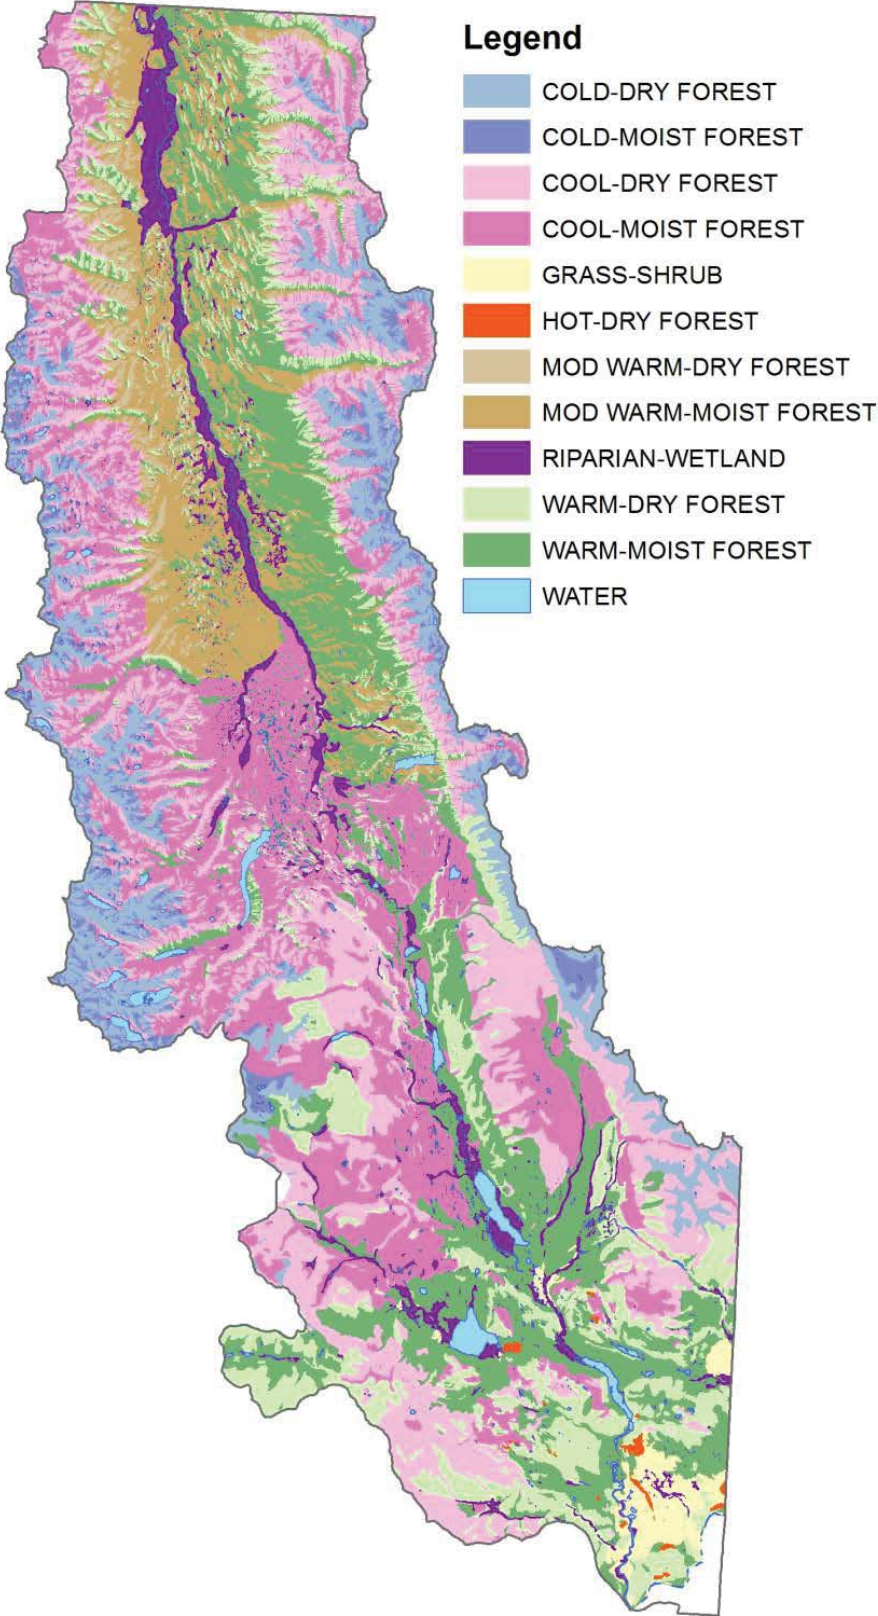 Legend
COLD-DRY FOREST
COLD-MOIST FOREST
COOL-DRY FOREST
COOL-MOIST FOREST
GRASS-SHRUB
HOT-DRY FOREST
MOD WARM-DRY FOREST
MOD WARM-MOIST FOREST
RIPARIAN-WETLAND
WARM-DRY FOREST
WARM-MOIST FOREST
WATER